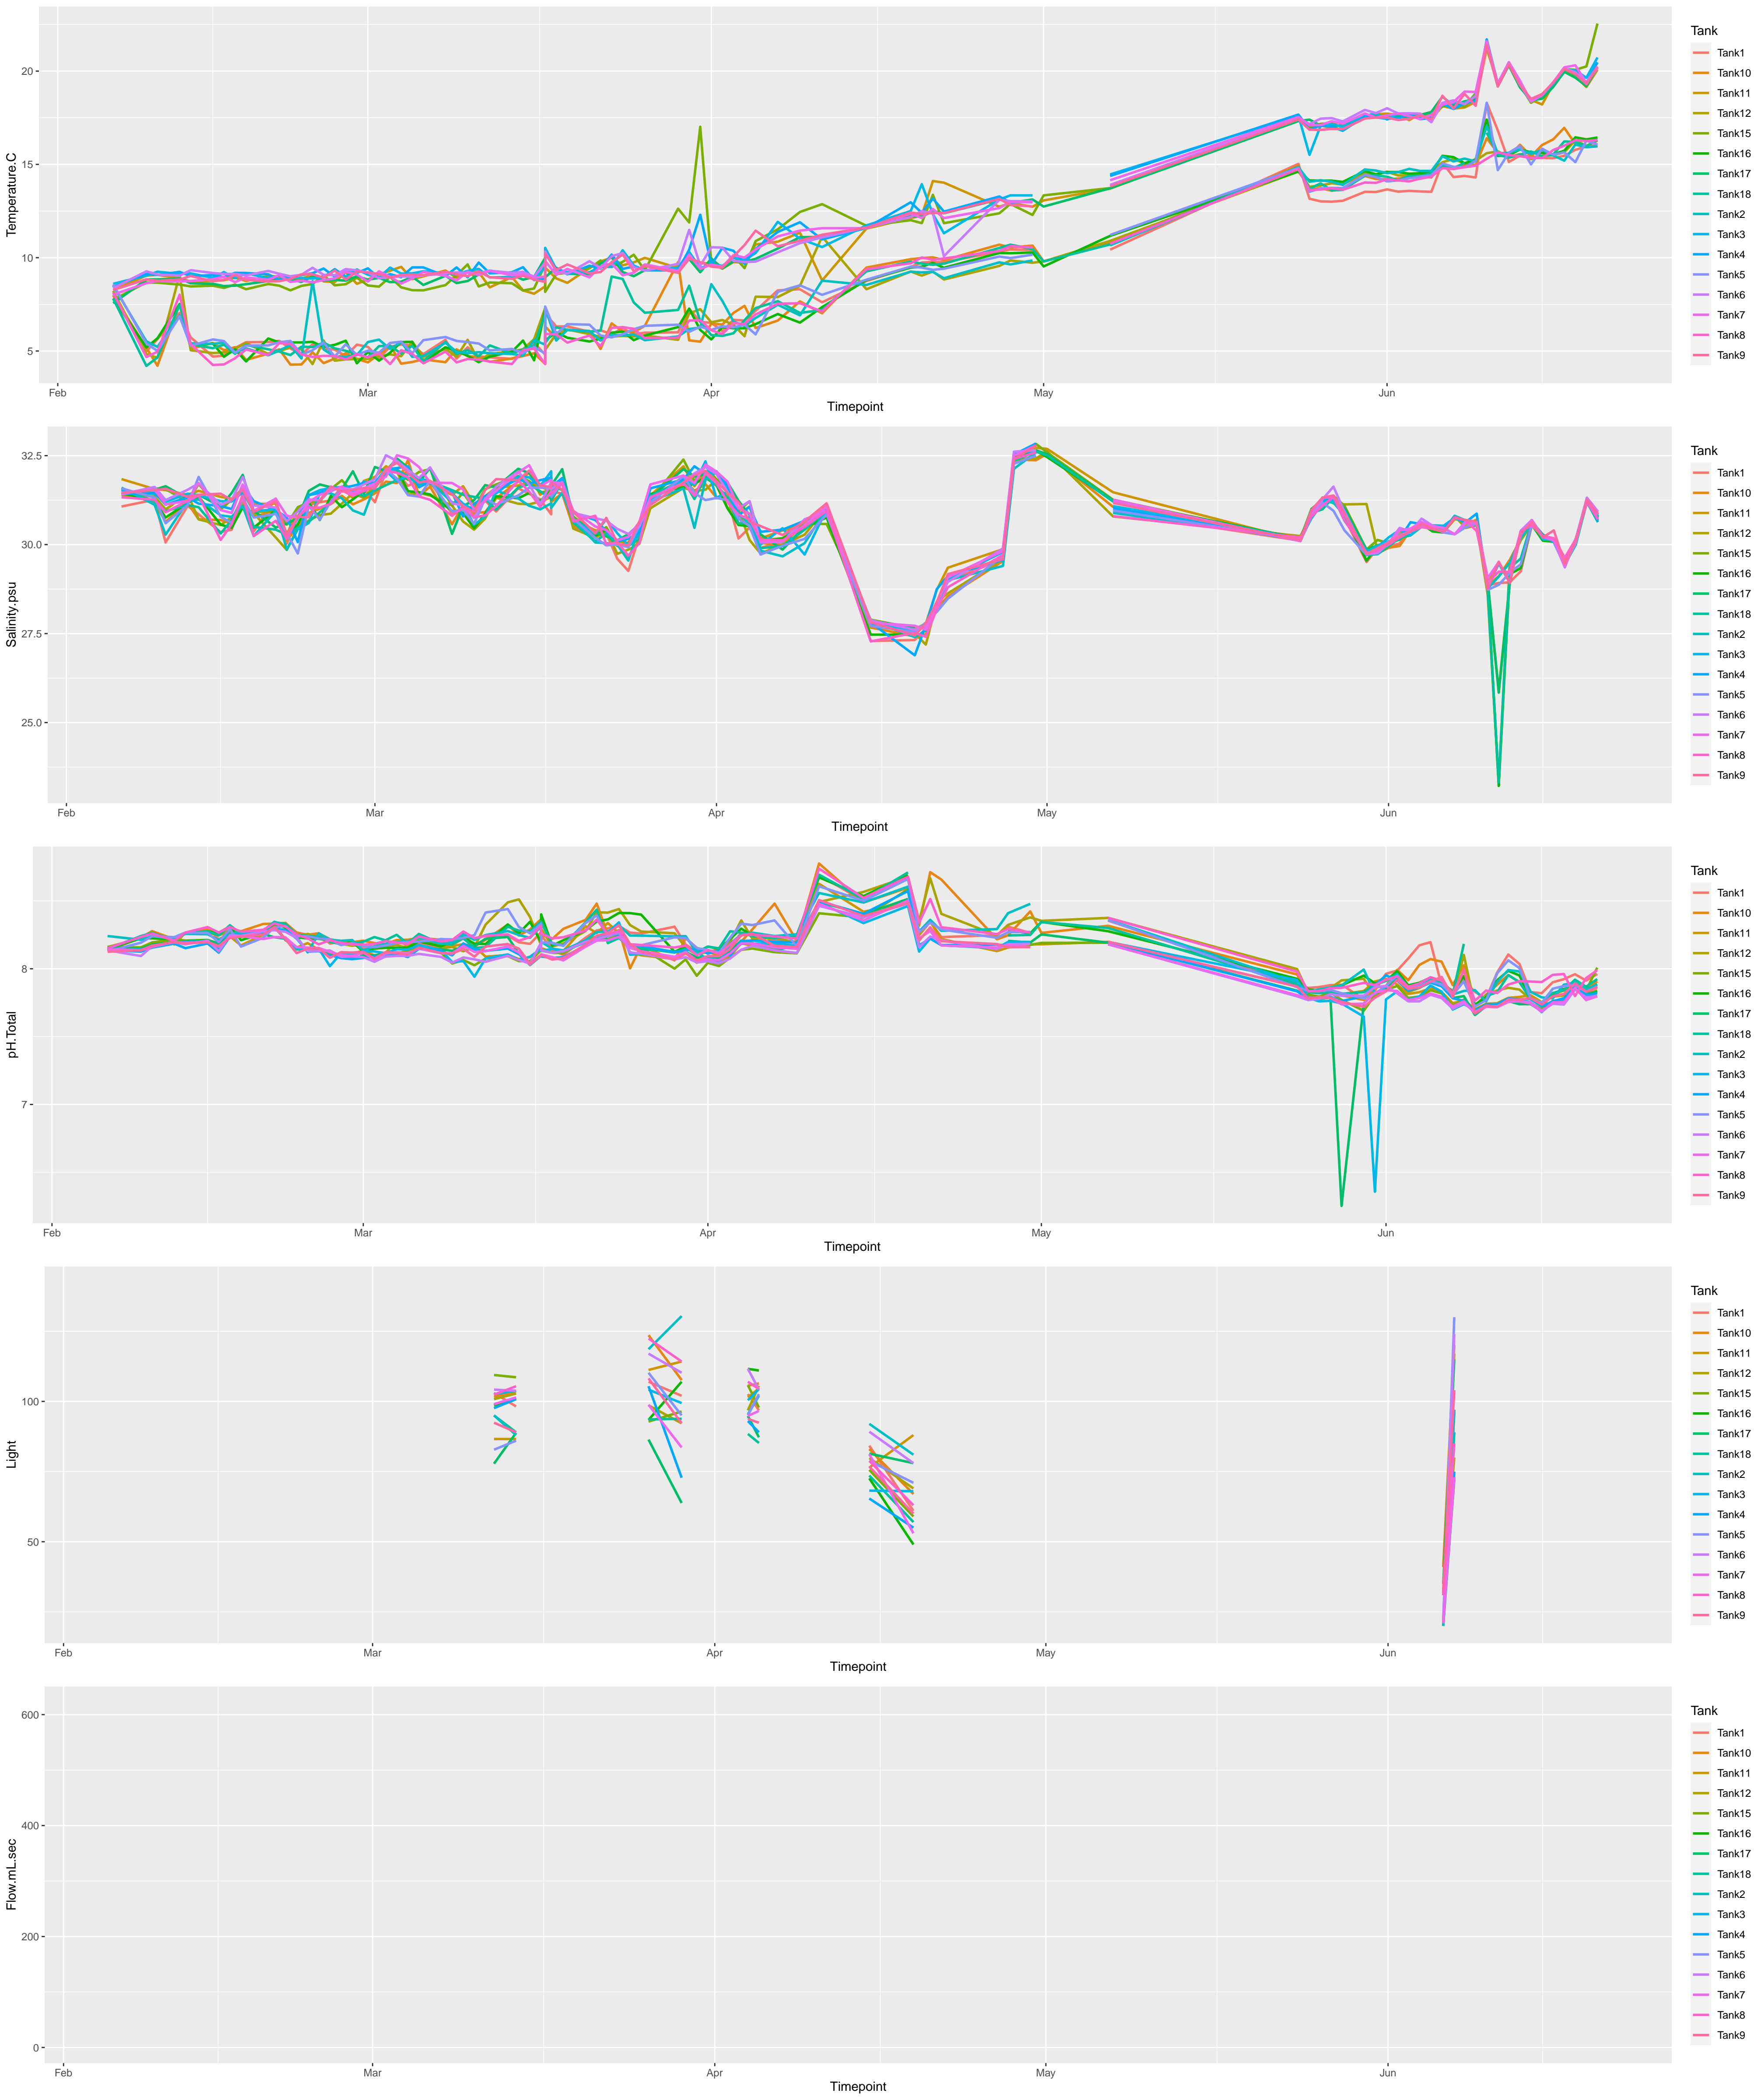 Temperature.C
20
15
10
5
Feb
Mar
Apr
May
Jun
Timepoint
Tank
Tank1
Tank10
Tank11
Tank12
Tank15
Tank16
Tank17
Tank18
Tank2
Tank3
Tank4
Tank5
Tank6
Tank7
Tank8
Tank9
Salinity.psu
32.5
30.0
27.5
25.0
Feb
Mar
Apr
May
Jun
Timepoint
Tank
Tank1
Tank10
Tank11
Tank12
Tank15
Tank16
Tank17
Tank18
Tank2
Tank3
Tank4
Tank5
Tank6
Tank7
Tank8
Tank9
pH.Total
8
7
Feb
Mar
Apr
May
Jun
Timepoint
Tank
Tank1
Tank10
Tank11
Tank12
Tank15
Tank16
Tank17
Tank18
Tank2
Tank3
Tank4
Tank5
Tank6
Tank7
Tank8
Tank9
Light
100
50
Feb
Mar
Apr
May
Jun
Timepoint
Tank
Tank1
Tank10
Tank11
Tank12
Tank15
Tank16
Tank17
Tank18
Tank2
Tank3
Tank4
Tank5
Tank6
Tank7
Tank8
Tank9
Flow.mL.sec
600
400
200
0
Feb
Mar
Apr
May
Jun
Timepoint
Tank
Tank1
Tank10
Tank11
Tank12
Tank15
Tank16
Tank17
Tank18
Tank2
Tank3
Tank4
Tank5
Tank6
Tank7
Tank8
Tank9